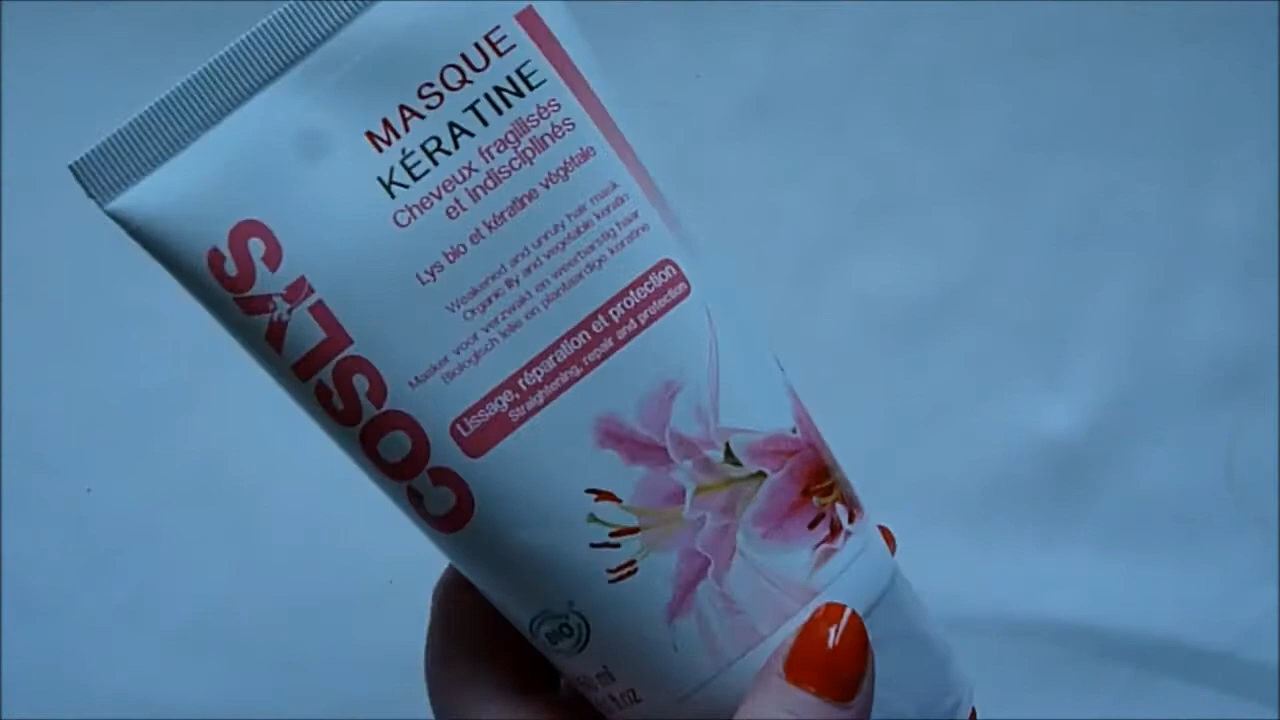 MASQUE
KÉRATINE
Cheveux fragilisés
et indisciplinés
Lys bio et kératine végétale
Weakened and unruly hair mask
Organic lily and vegetable keratin
Masker voor verzwakt en weerbarstig haar
Biologisch lelie en plantaardige keratine
Lissage, réparation et protection
Straightening, repair and protection
COSLYS
BIO
ml